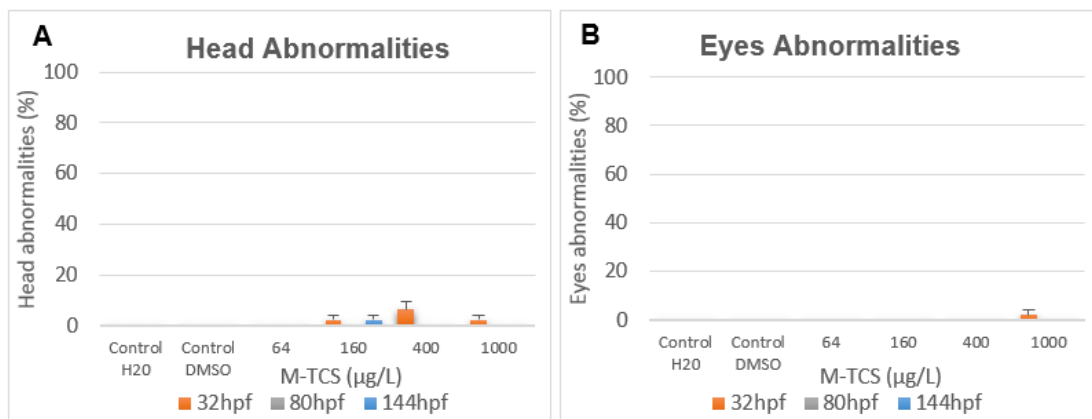 A
Head Abnormalities
Head abnormalities (%)
100
80
60
40
20
0
Control H20
Control DMSO
64
160
400
1000
M-TCS (µg/L)
32hpf 80hpf 144hpf
B
Eyes Abnormalities
Eyes abnormalities (%)
100
80
60
40
20
0
Control H20
Control DMSO
64
160
400
1000
M-TCS (µg/L)
32hpf 80hpf 144hpf